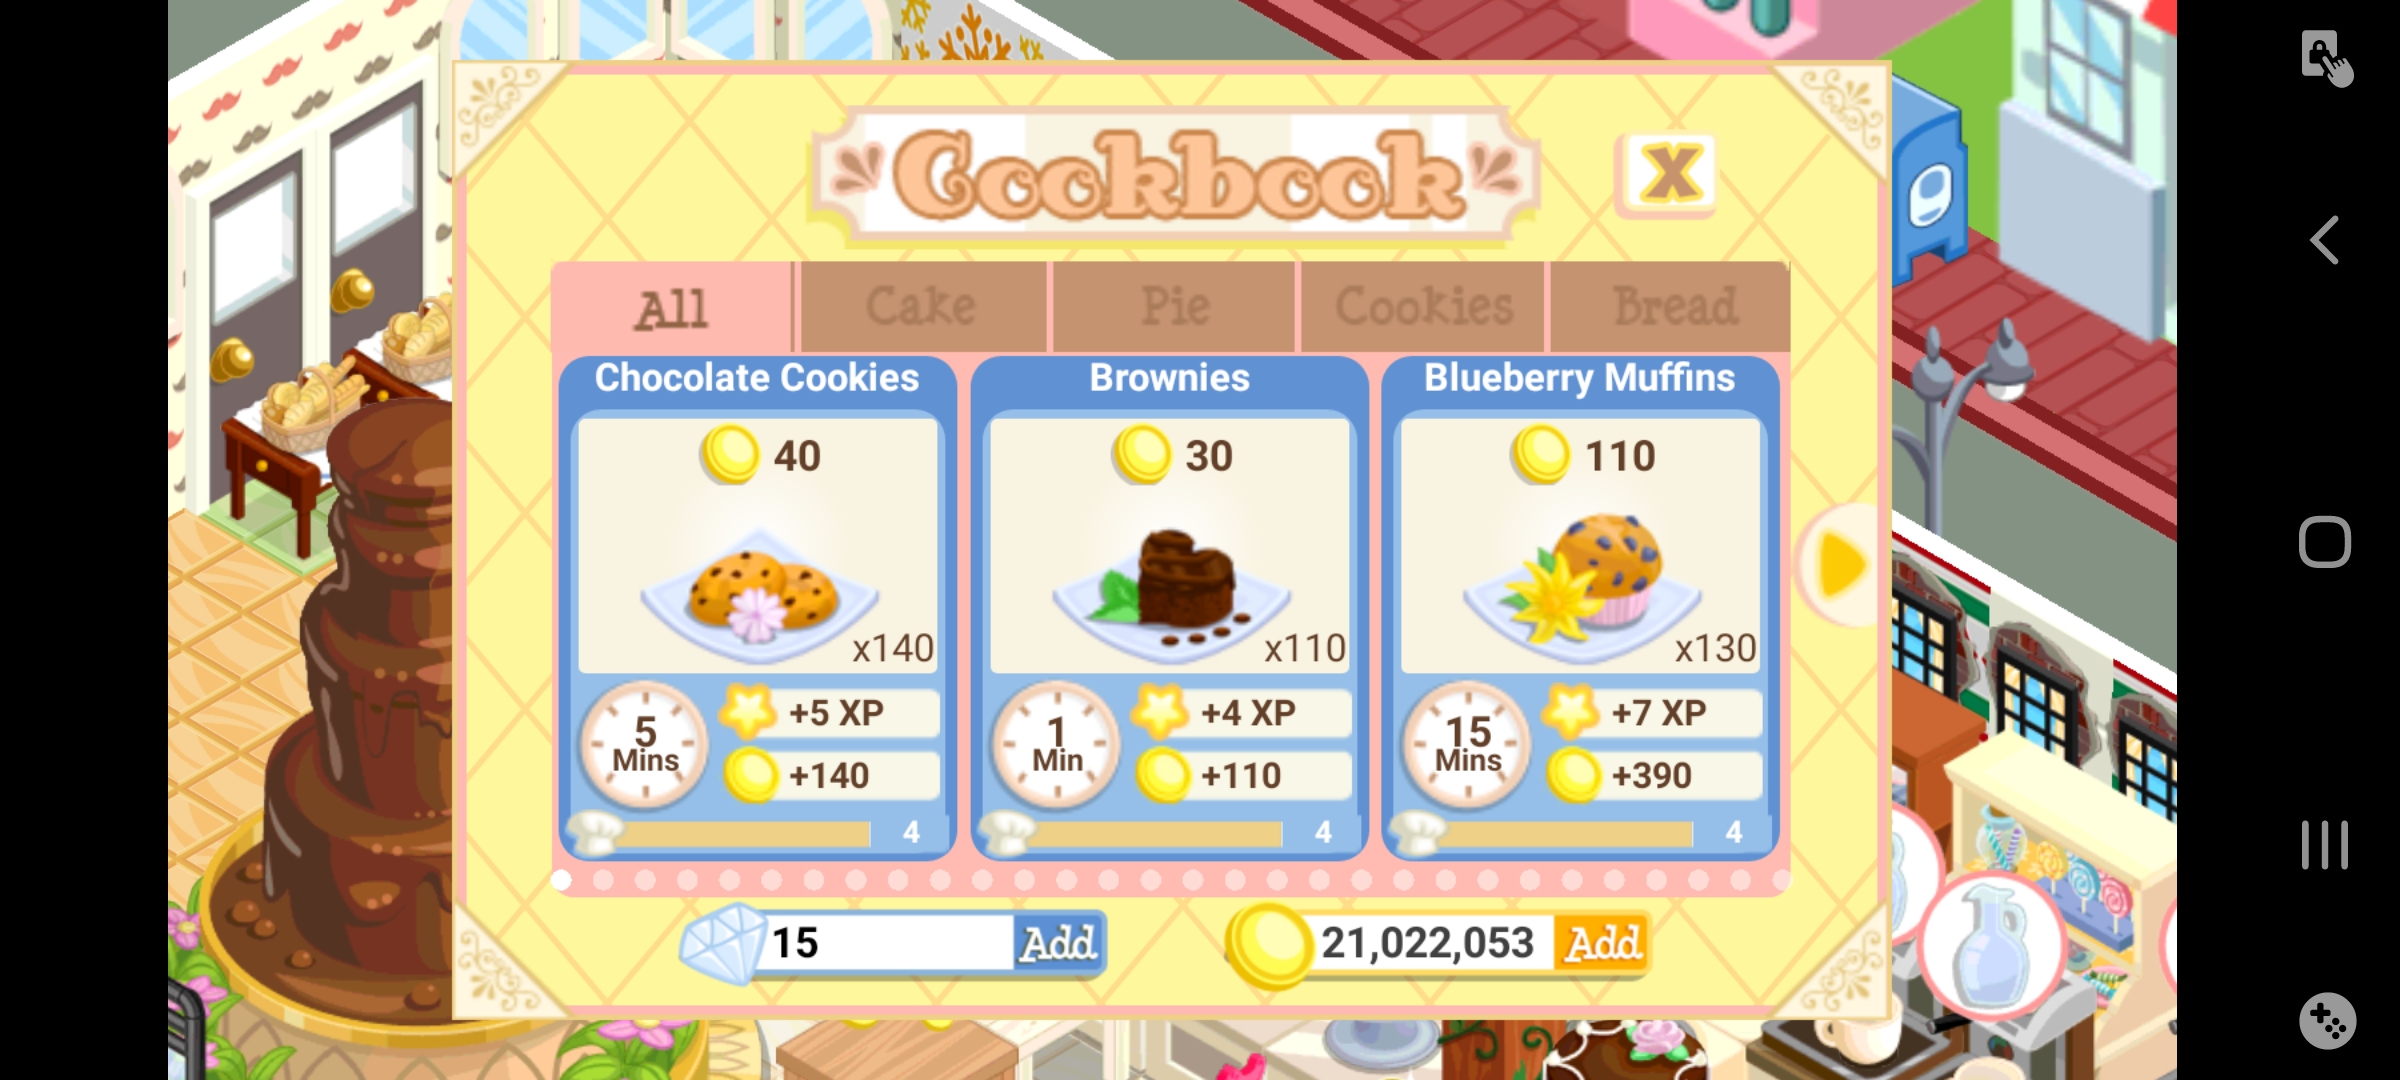 Cookbook
X
All
Cake
Pie
Cookies
Bread
Chocolate Cookies
40
x140
5
Mins
+5 XP
+140
4
Brownies
30
x110
1
Min
+4 XP
+110
4
Blueberry Muffins
110
x130
15
Mins
+7 XP
+390
4
15
Add
21,022,053
Add